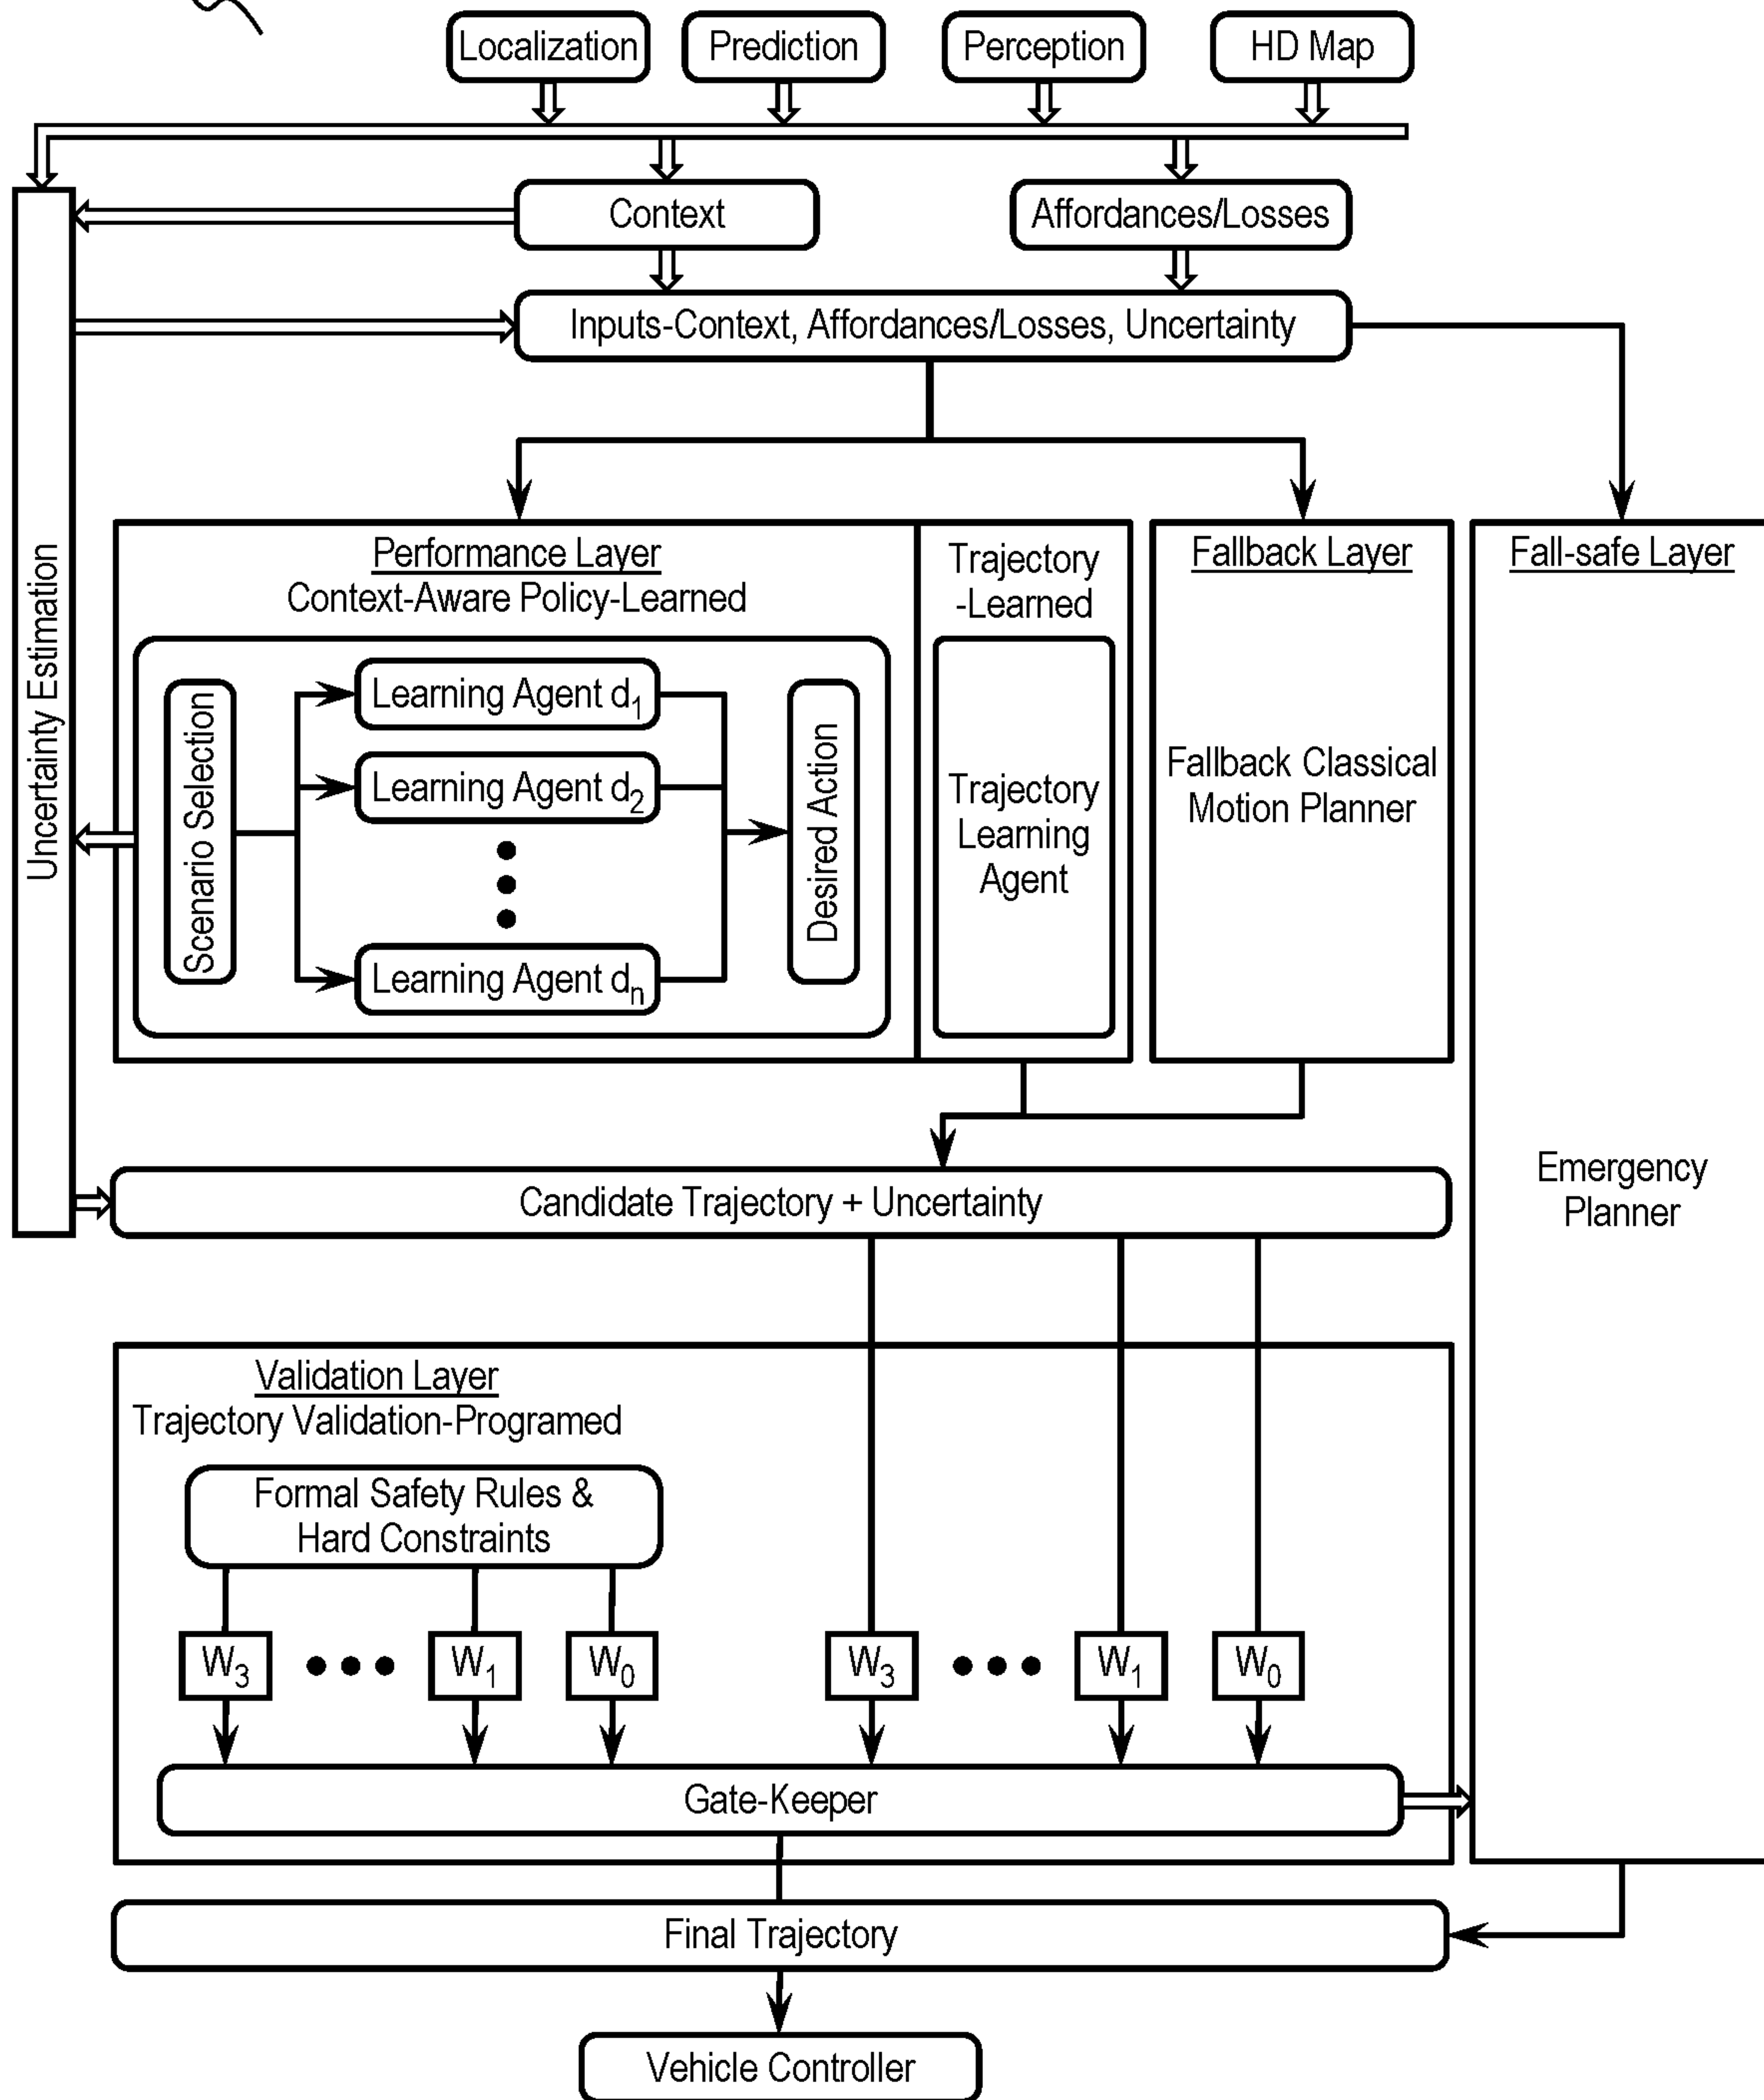 Localization
Prediction
Perception
HD Map
Context
Affordances/Losses
Inputs-Context, Affordances/Losses, Uncertainty
Uncertainty Estimation
Performance Layer
Context-Aware Policy-Learned
Scenario Selection
Learning Agent d1
Learning Agent d2
Learning Agent dn
Desired Action
Trajectory
-Learned
Trajectory
Learning
Agent
Fallback Layer
Fallback Classical
Motion Planner
Fall-safe Layer
Emergency
Planner
Candidate Trajectory + Uncertainty
Validation Layer
Trajectory Validation-Programed
Formal Safety Rules &
Hard Constraints
W3
W1
W0
W3
W1
W0
Gate-Keeper
Final Trajectory
Vehicle Controller